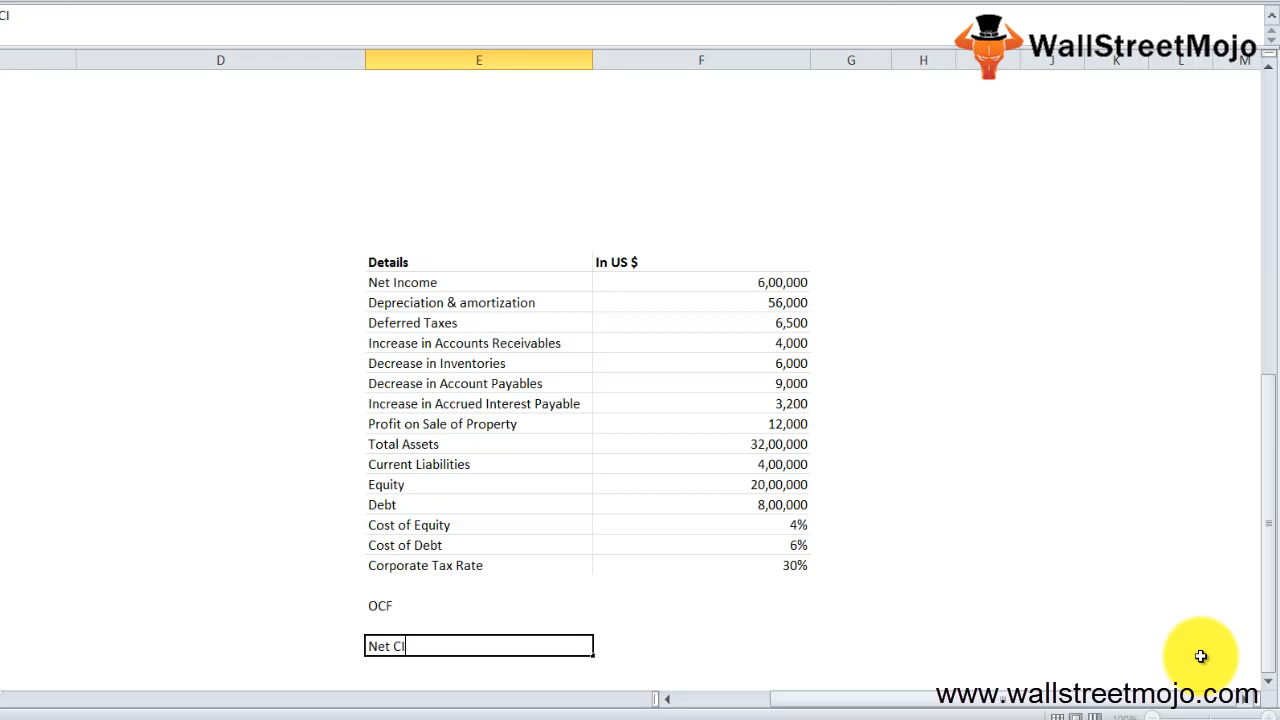 CI
WallStreetMojo
D E F G H J K L M
Details In US $
Net Income 6,00,000
Depreciation & amortization 56,000
Deferred Taxes 6,500
Increase in Accounts Receivables 4,000
Decrease in Inventories 6,000
Decrease in Account Payables 9,000
Increase in Accrued Interest Payable 3,200
Profit on Sale of Property 12,000
Total Assets 32,00,000
Current Liabilities 4,00,000
Equity 20,00,000
Debt 8,00,000
Cost of Equity 4%
Cost of Debt 6%
Corporate Tax Rate 30%
OCF
Net CI
www.wallstreetmojo.com
100%